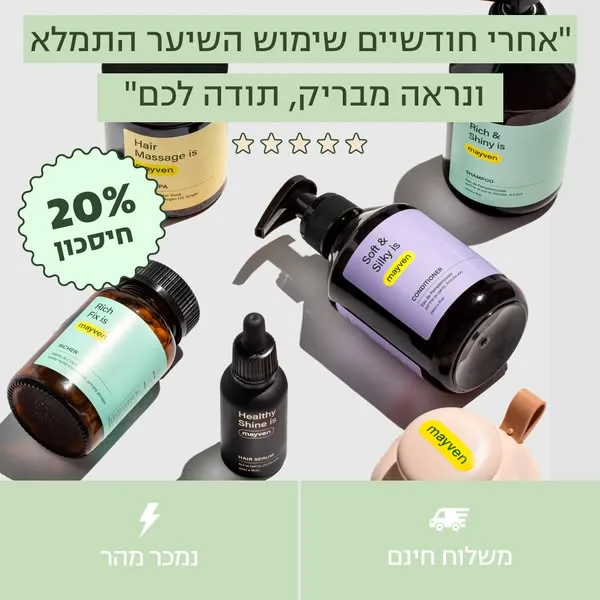 "אחרי חודשיים שימוש השיער התמלא
ונראה מבריק, תודה לכם"
20%
חיסכון
Hair
Massage is
mayven
Rich &
Shiny is
mayven
SHAMPOO
Soft &
Silky is
mayven
CONDITIONER
Rich
Fix is
mayven
RICHER
Healthy
Shine is
mayven
HAIR SERUM
mayven
נמכר מהר
משלוח חינם